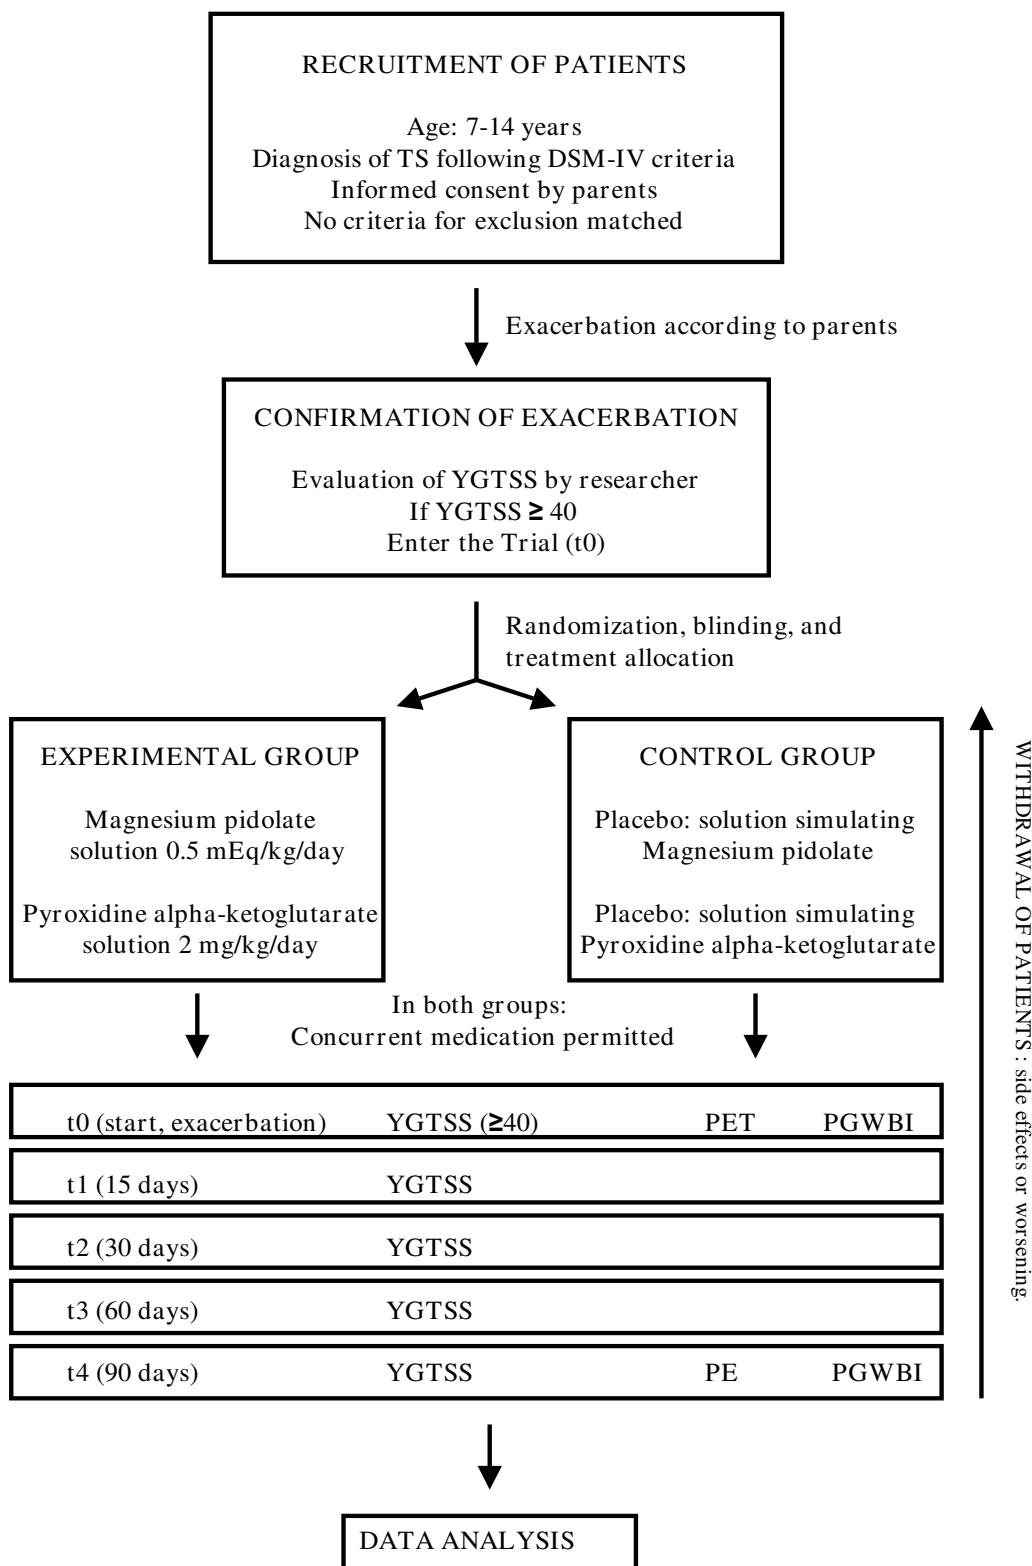 RECRUITMENT OF PATIENTS
Age: 7-14 years
Diagnosis of TS following DSM-IV criteria
Informed consent by parents
No criteria for exclusion matched
Exacerbation according to parents
CONFIRMATION OF EXACERBATION
Evaluation of YGTSS by researcher
If YGTSS ≥ 40
Enter the Trial (t0)
Randomization, blinding, and
treatment allocation
EXPERIMENTAL GROUP
Magnesium pidolate
solution 0.5 mEq/kg/day
Pyroxidine alpha-ketoglutarate
solution 2 mg/kg/day
CONTROL GROUP
Placebo: solution simulating
Magnesium pidolate
Placebo: solution simulating
Pyroxidine alpha-ketoglutarate
WITHDRAWAL OF PATIENTS : side effects or worsening.
In both groups:
Concurrent medication permitted
t0 (start, exacerbation) YGTSS (≥40) PET PGWBI
t1 (15 days) YGTSS
t2 (30 days) YGTSS
t3 (60 days) YGTSS
t4 (90 days) YGTSS PE PGWBI
DATA ANALYSIS